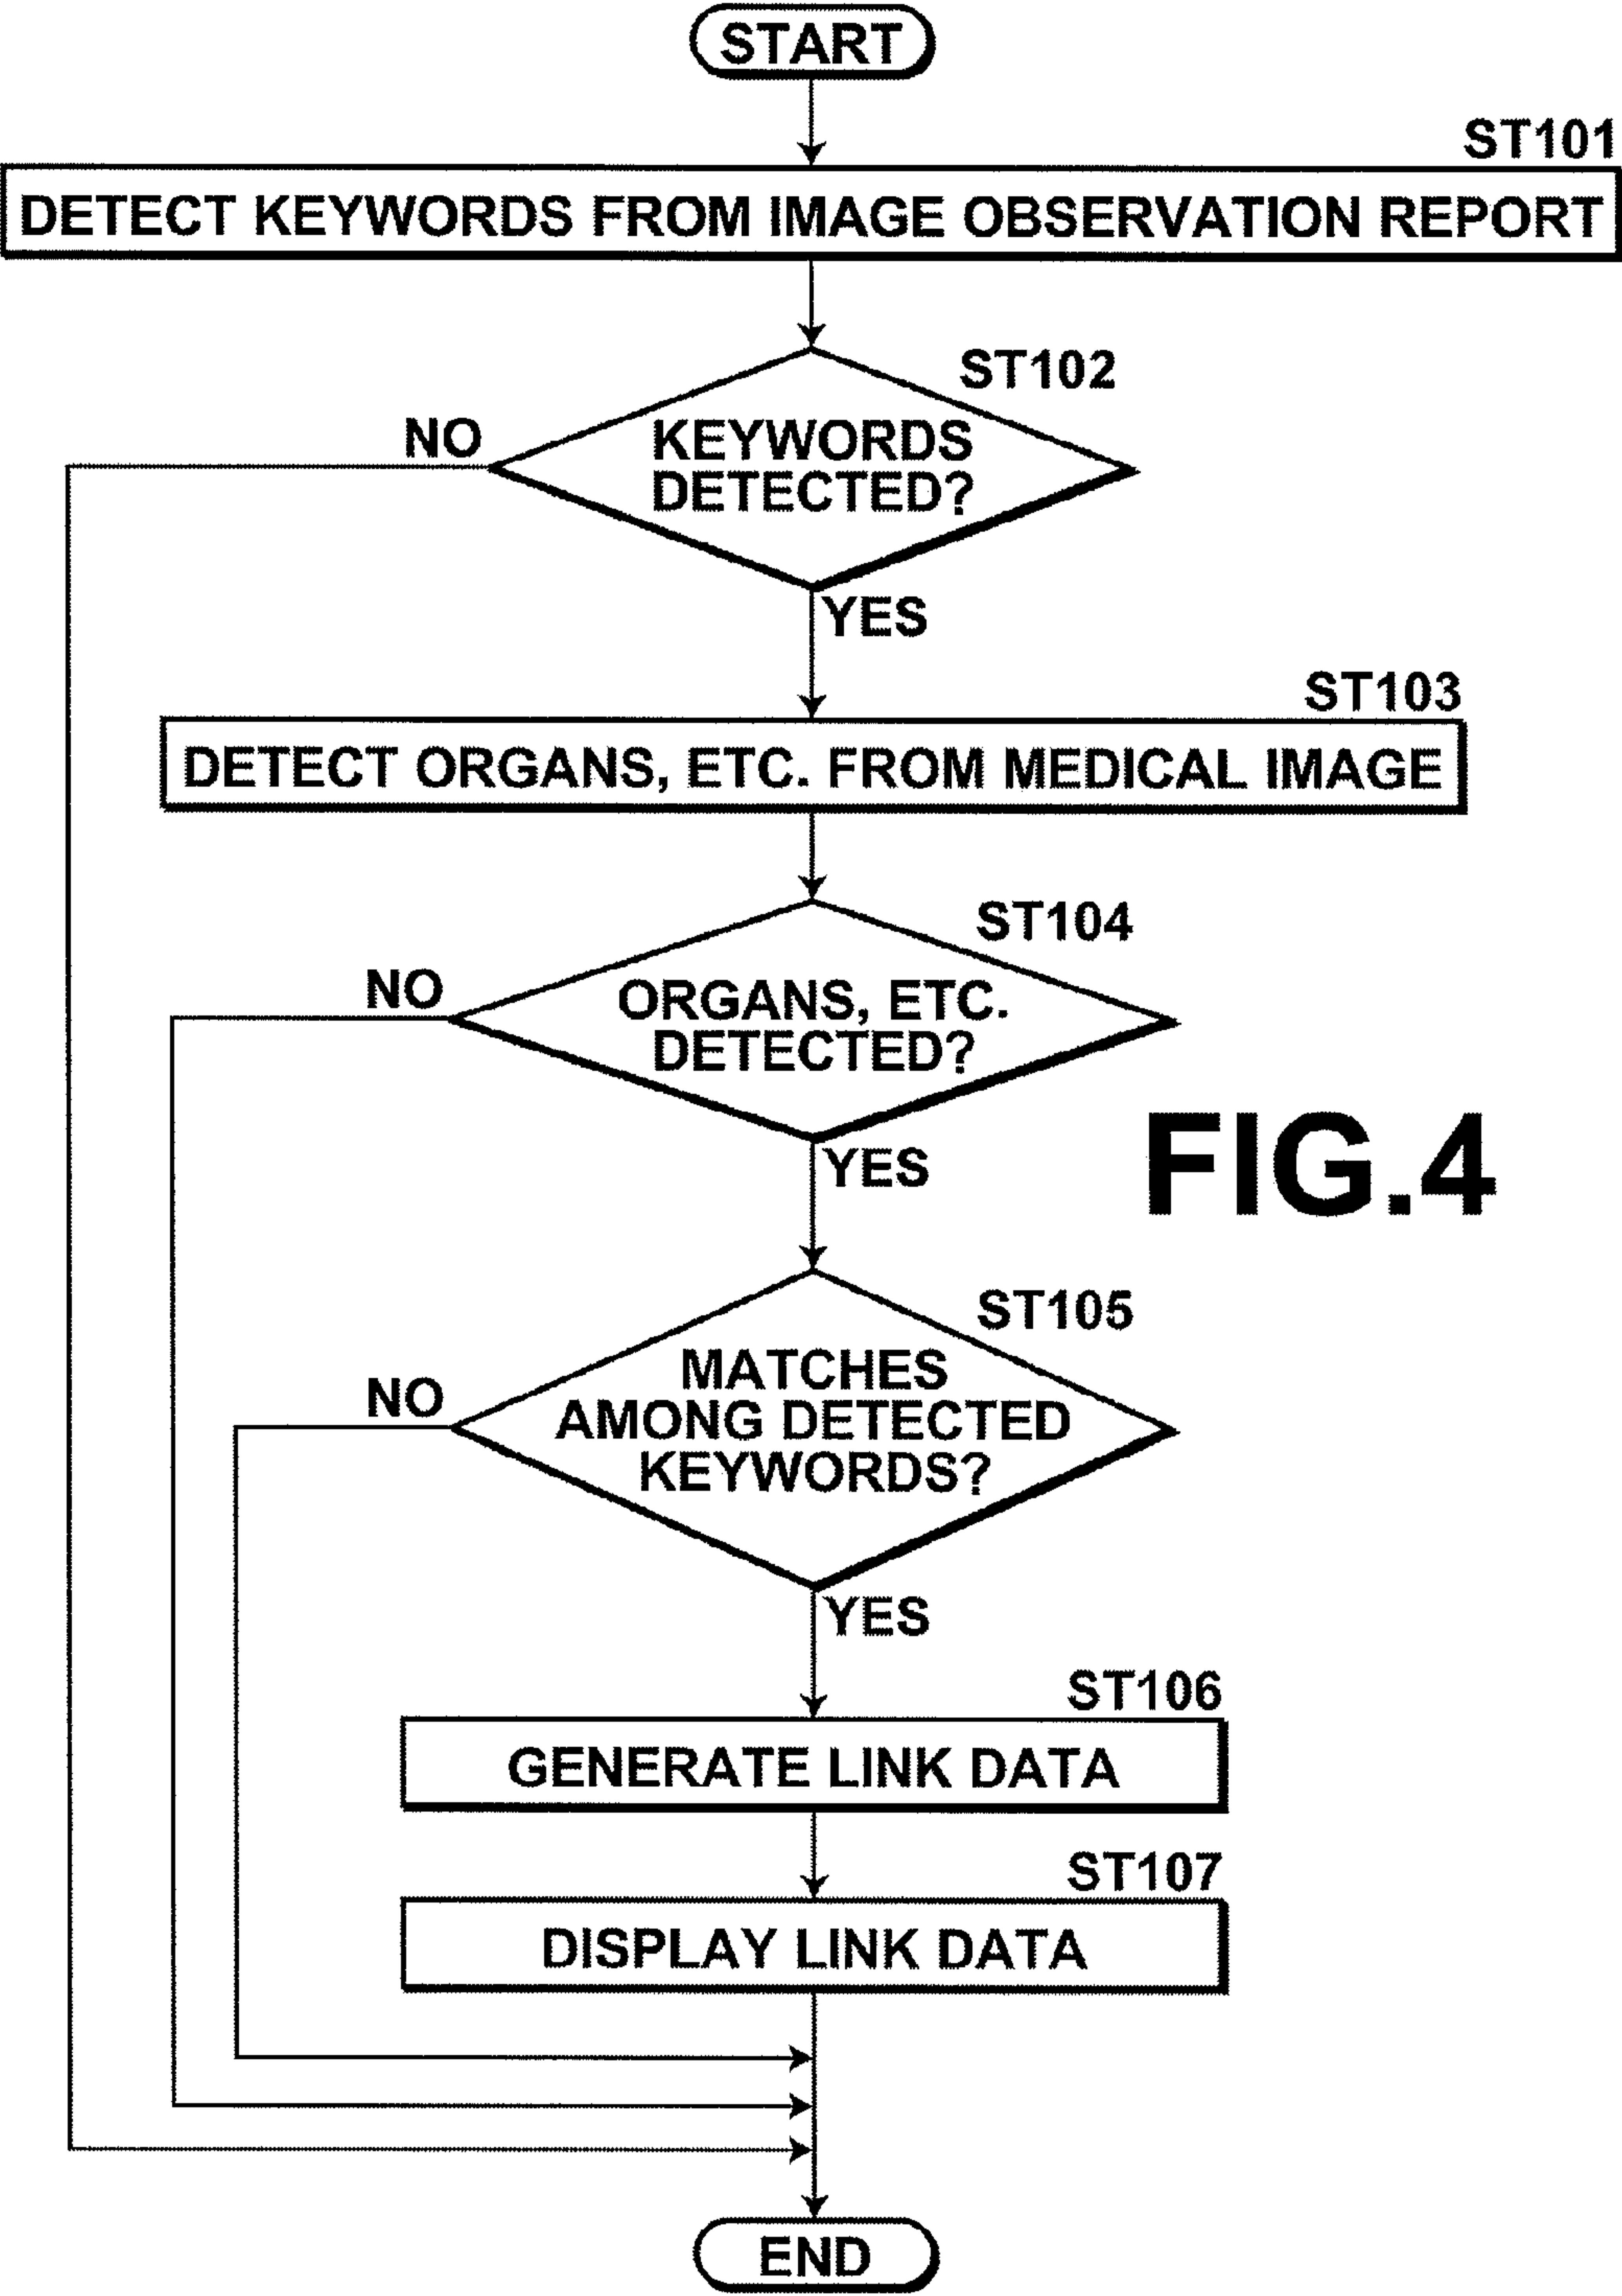 START
ST101
DETECT KEYWORDS FROM IMAGE OBSERVATION REPORT
ST102
NO
KEYWORDS
DETECTED?
YES
ST103
DETECT ORGANS, ETC. FROM MEDICAL IMAGE
ST104
NO
ORGANS, ETC.
DETECTED?
FIG.4
YES
ST105
NO
MATCHES
AMONG DETECTED
KEYWORDS?
YES
ST106
GENERATE LINK DATA
ST107
DISPLAY LINK DATA
END